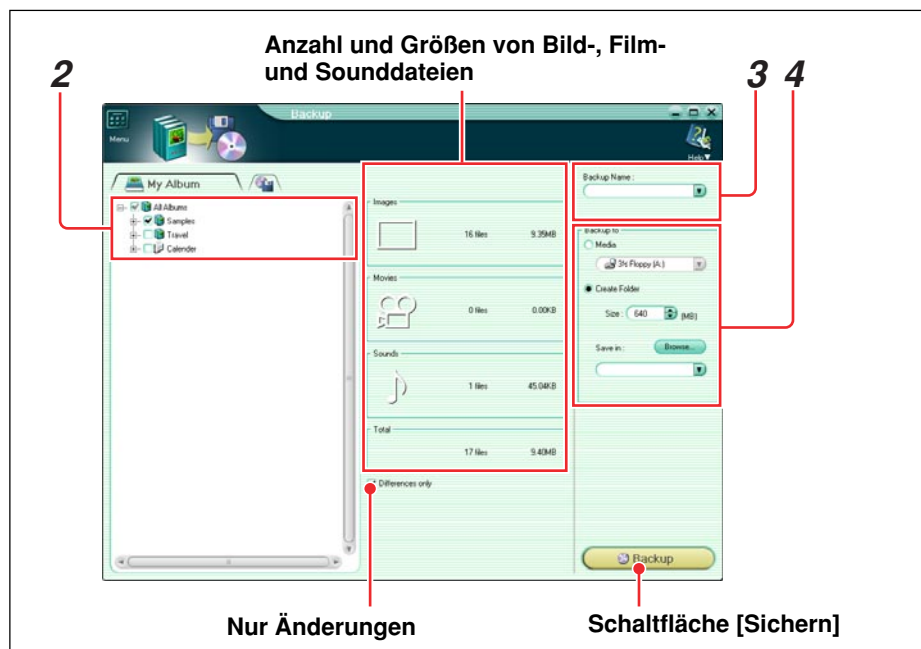 Anzahl und Größen von Bild-, Film-
und Sounddateien
2
3 4
Backup
Menu
Help
My Album
All Albums
Samples
Travel
Calender
Images
16 files 9.35MB
Movies
0 files 0.00KB
Sounds
1 files 45.04KB
Total
17 files 9.40MB
Differences only
Backup Name :
Backup to
Media
3½ Floppy (A:)
Create Folder
Size : 640 (MB)
Save in : Browse...
Backup
Nur Änderungen
Schaltfläche [Sichern]